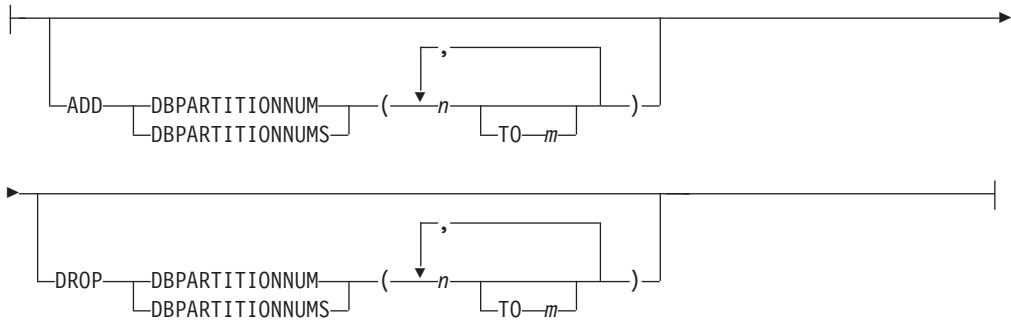 ,
ADD DBPARTITIONNUM ( n )
DBPARTITIONNUMS TO m
,
DROP DBPARTITIONNUM ( n )
DBPARTITIONNUMS TO m